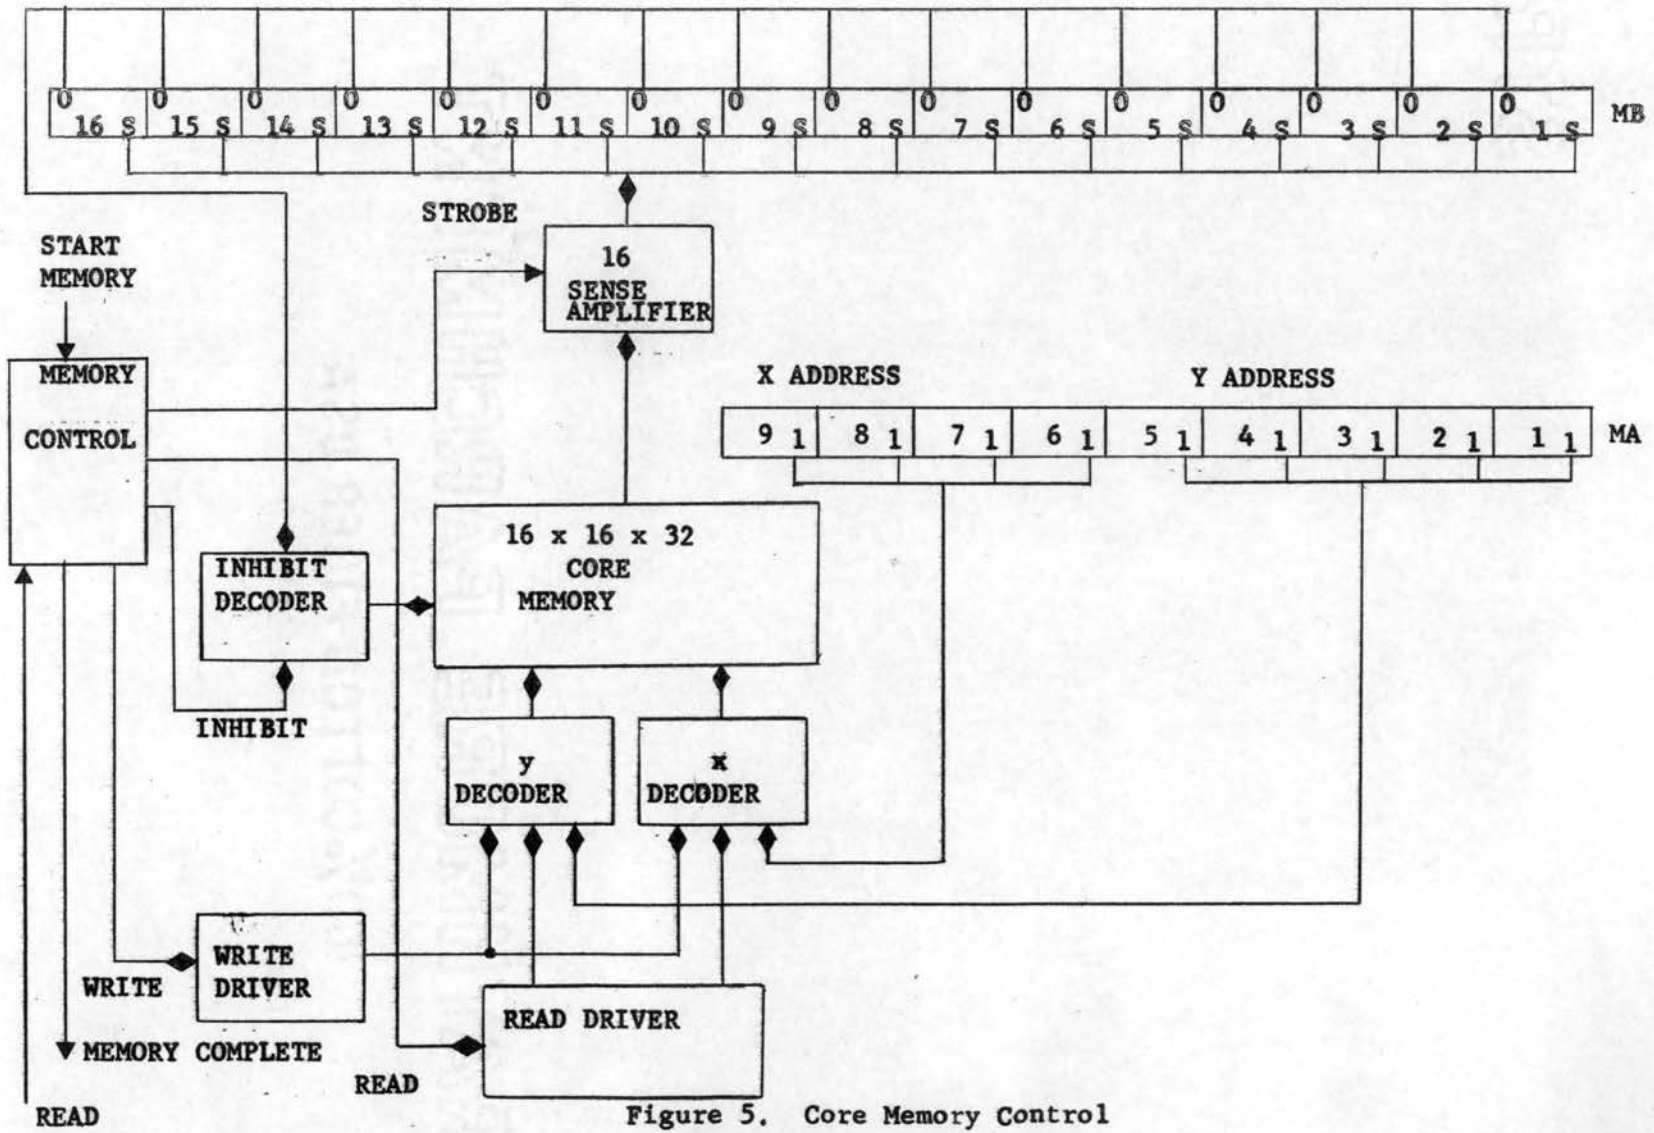 0 0 0 0 0 0 0 0 0 0 0 0 0 0 0 0
16 S 15 S 14 S 13 S 12 S 11 S 10 S 9 S 8 S 7 S 6 S 5 S 4 S 3 S 2 S 1 S MB
STROBE
START
MEMORY
16
SENSE
AMPLIFIER
MEMORY
CONTROL
X ADDRESS Y ADDRESS
9 1 8 1 7 1 6 1 5 1 4 1 3 1 2 1 1 1 MA
16 x 16 x 32
CORE
MEMORY
INHIBIT
DECODER
INHIBIT
y
DECODER
x
DECODER
WRITE
DRIVER
WRITE
READ DRIVER
MEMORY COMPLETE
READ
READ
Figure 5. Core Memory Control